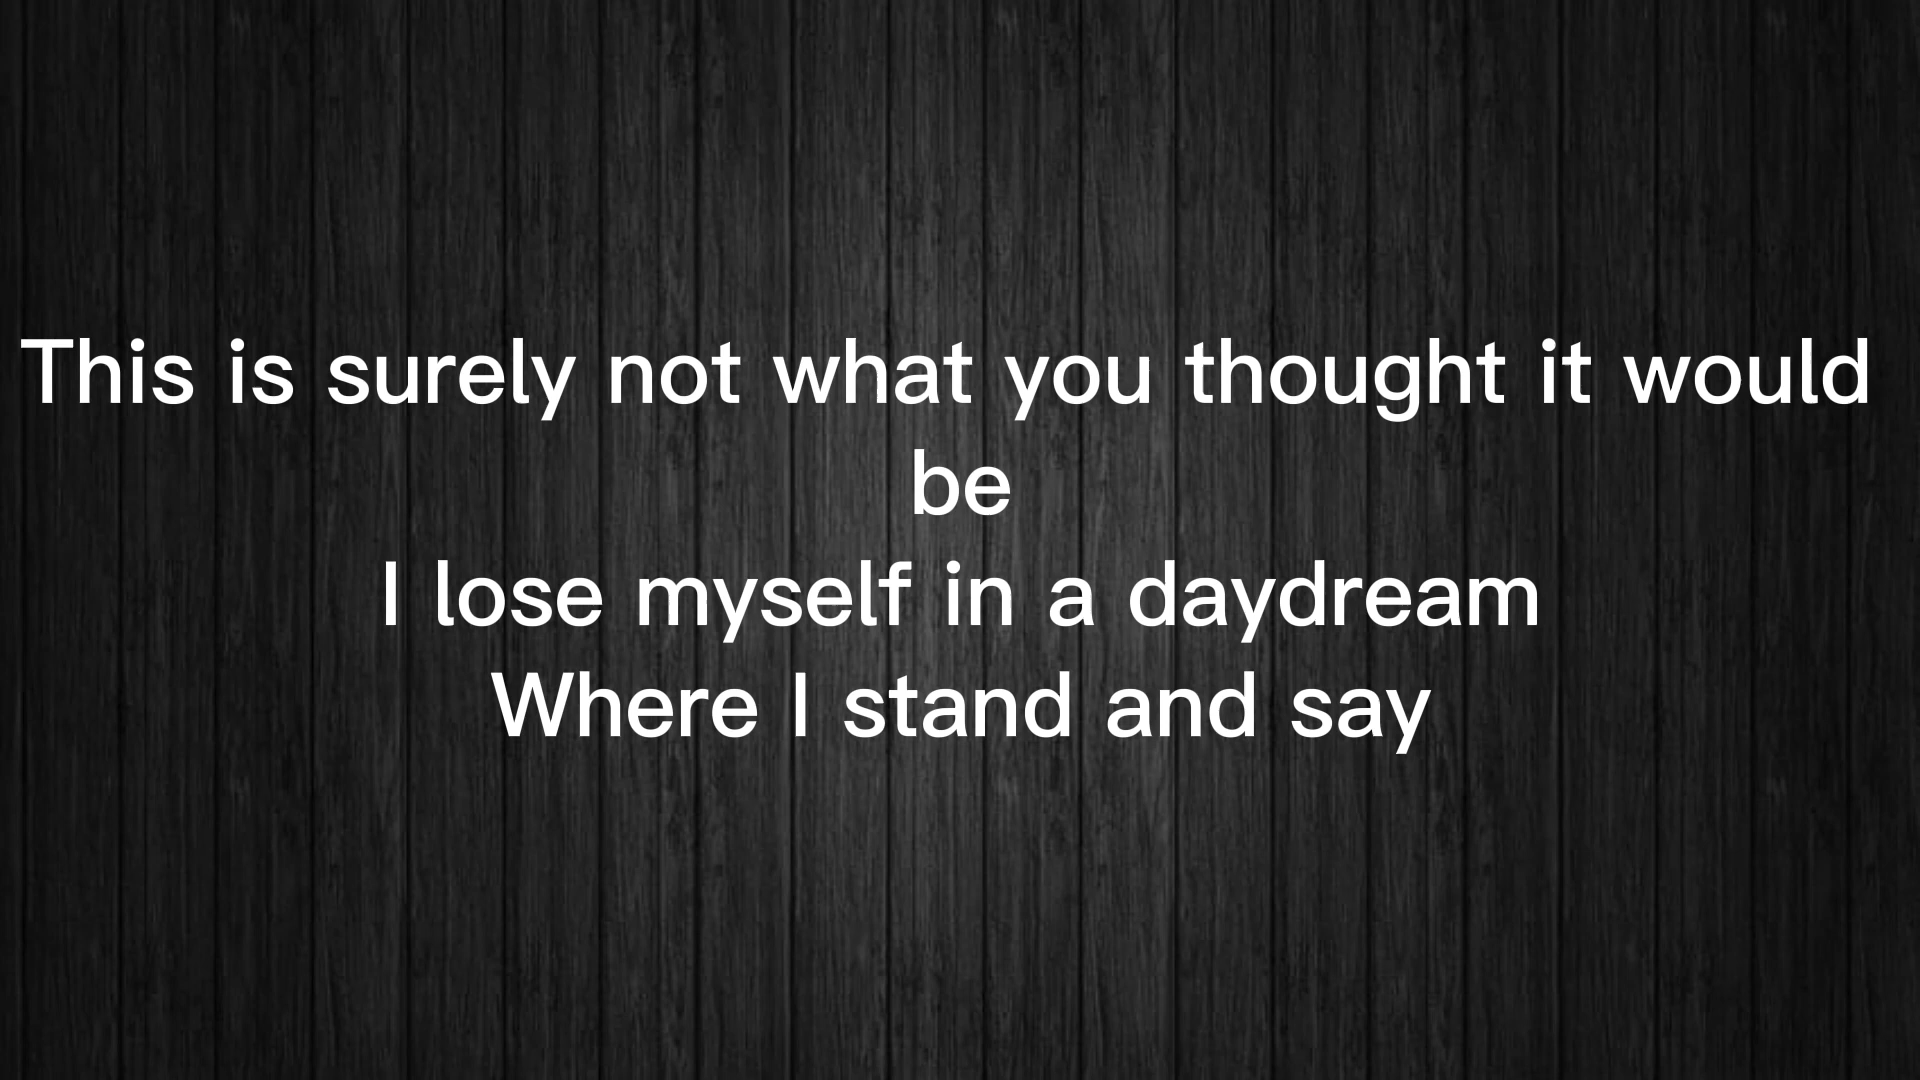 This is surely not what you thought it would
be
I lose myself in a daydream
Where I stand and say